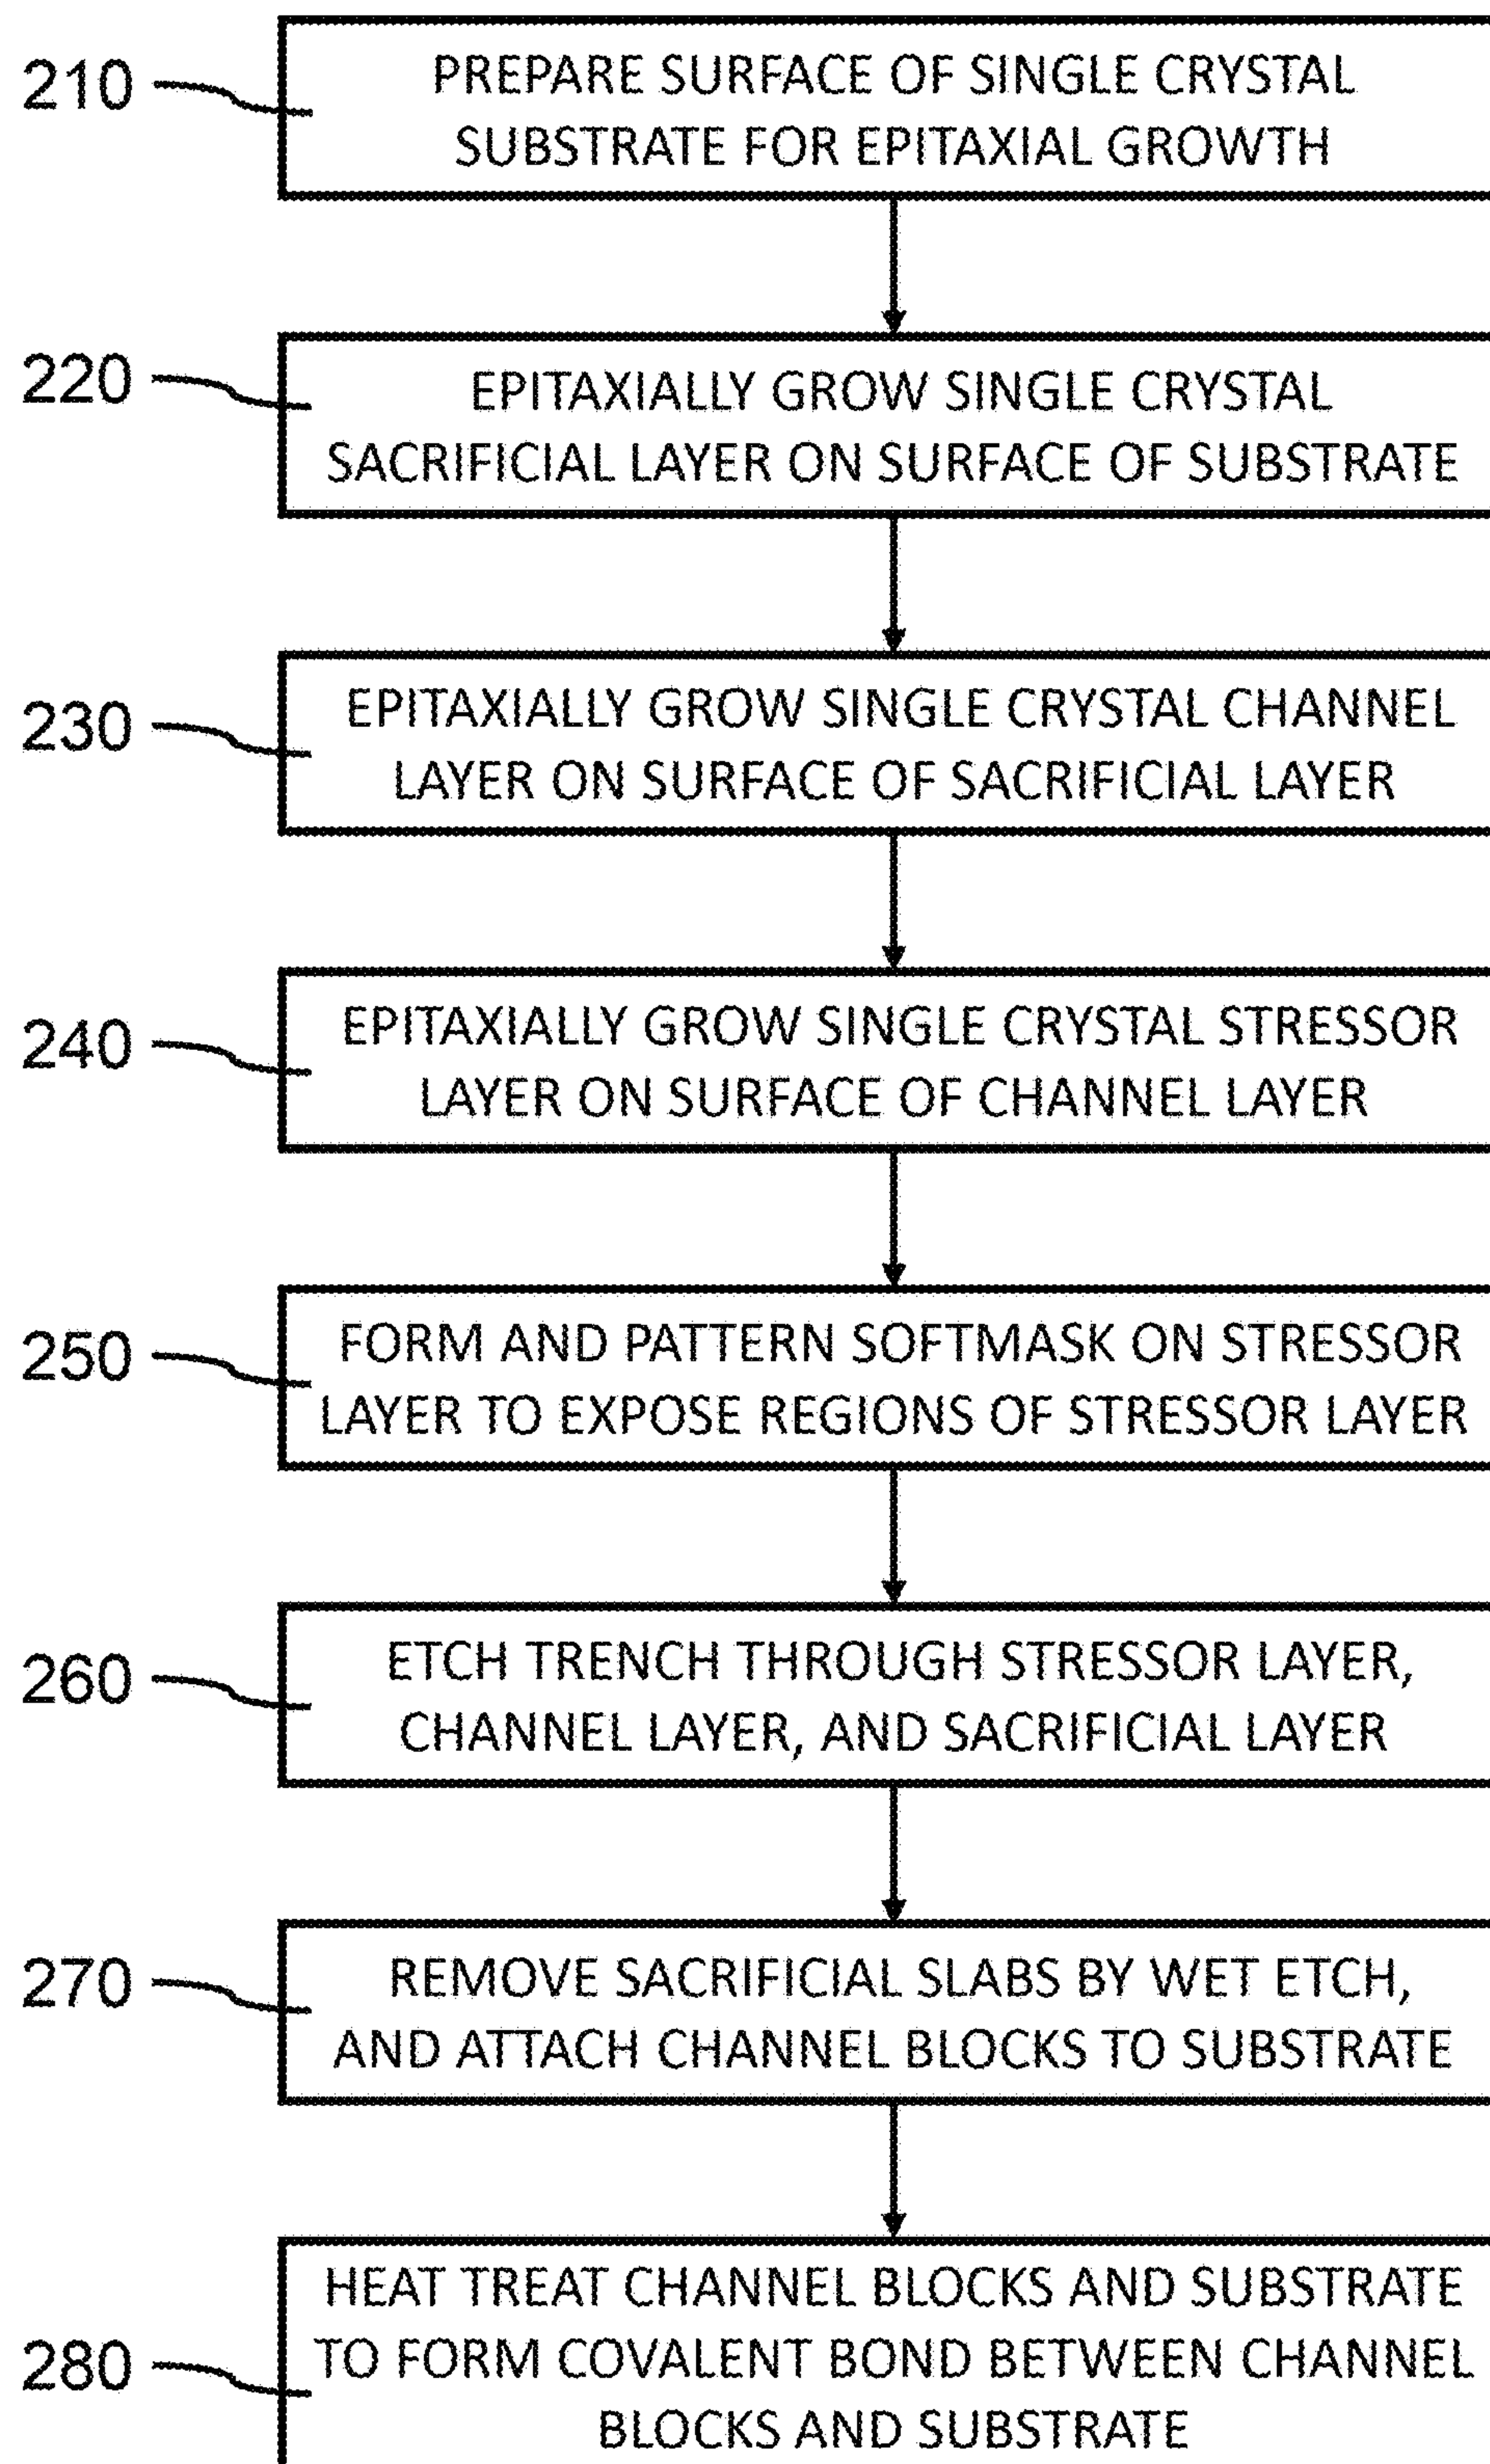 210
PREPARE SURFACE OF SINGLE CRYSTAL
SUBSTRATE FOR EPITAXIAL GROWTH
220
EPITAXIALLY GROW SINGLE CRYSTAL
SACRIFICIAL LAYER ON SURFACE OF SUBSTRATE
230
EPITAXIALLY GROW SINGLE CRYSTAL CHANNEL
LAYER ON SURFACE OF SACRIFICIAL LAYER
240
EPITAXIALLY GROW SINGLE CRYSTAL STRESSOR
LAYER ON SURFACE OF CHANNEL LAYER
250
FORM AND PATTERN SOFTMASK ON STRESSOR
LAYER TO EXPOSE REGIONS OF STRESSOR LAYER
260
ETCH TRENCH THROUGH STRESSOR LAYER,
CHANNEL LAYER, AND SACRIFICIAL LAYER
270
REMOVE SACRIFICIAL SLABS BY WET ETCH,
AND ATTACH CHANNEL BLOCKS TO SUBSTRATE
280
HEAT TREAT CHANNEL BLOCKS AND SUBSTRATE
TO FORM COVALENT BOND BETWEEN CHANNEL
BLOCKS AND SUBSTRATE